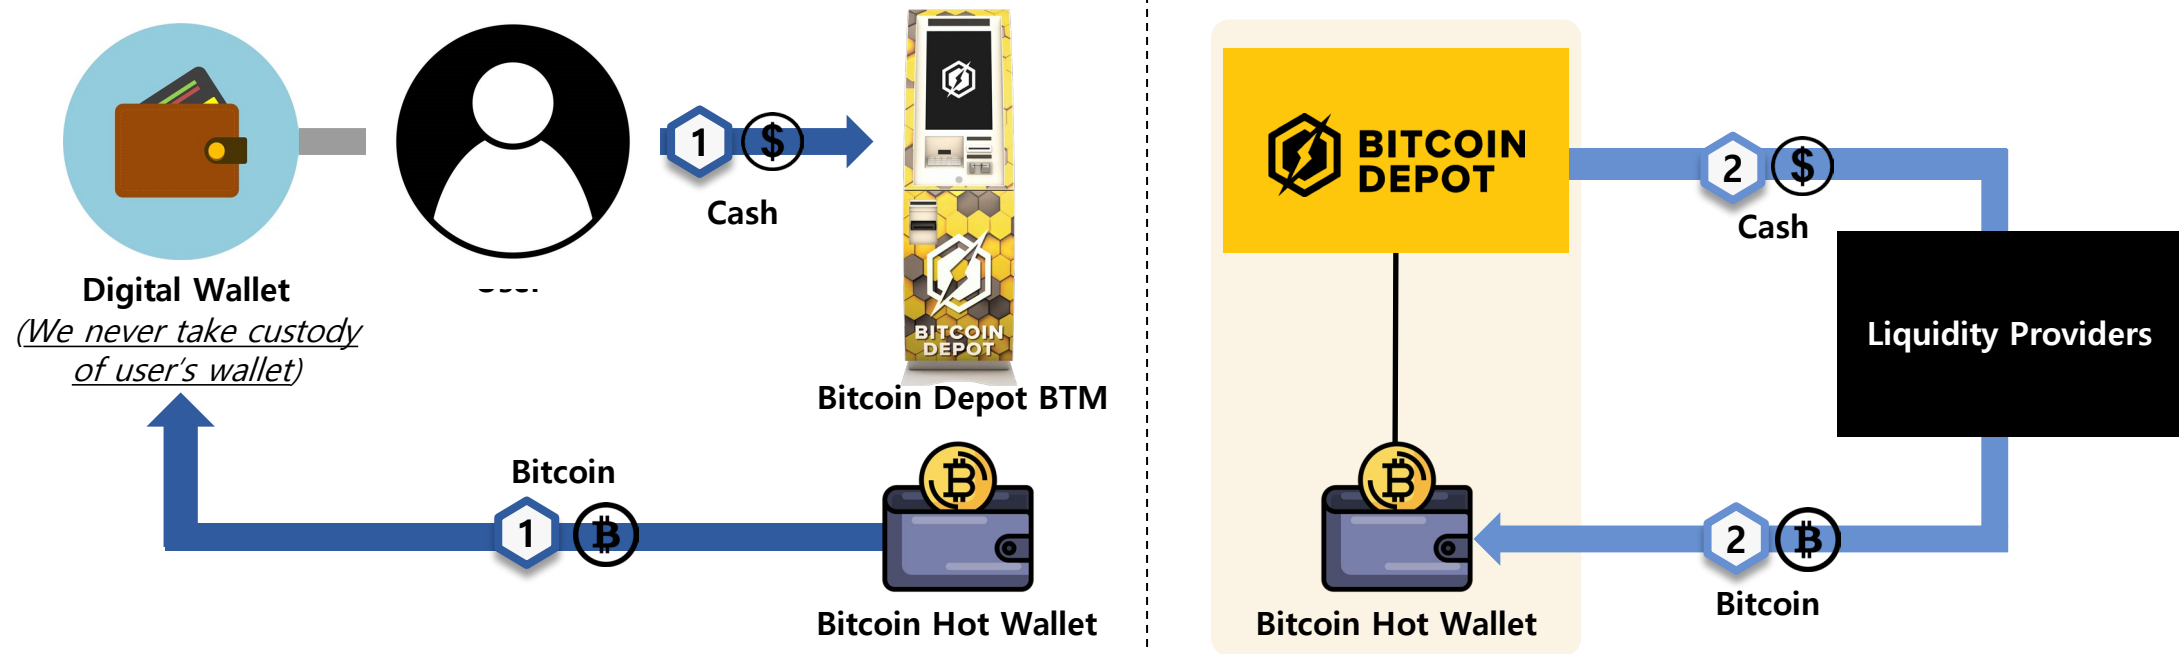 1
$
Cash
Digital Wallet
(We never take custody
of user's wallet)
BITCOIN
DEPOT
Bitcoin Depot BTM
Bitcoin
1
Bitcoin Hot Wallet
BITCOIN
DEPOT
2
$
Cash
Liquidity Providers
2
Bitcoin
Bitcoin Hot Wallet